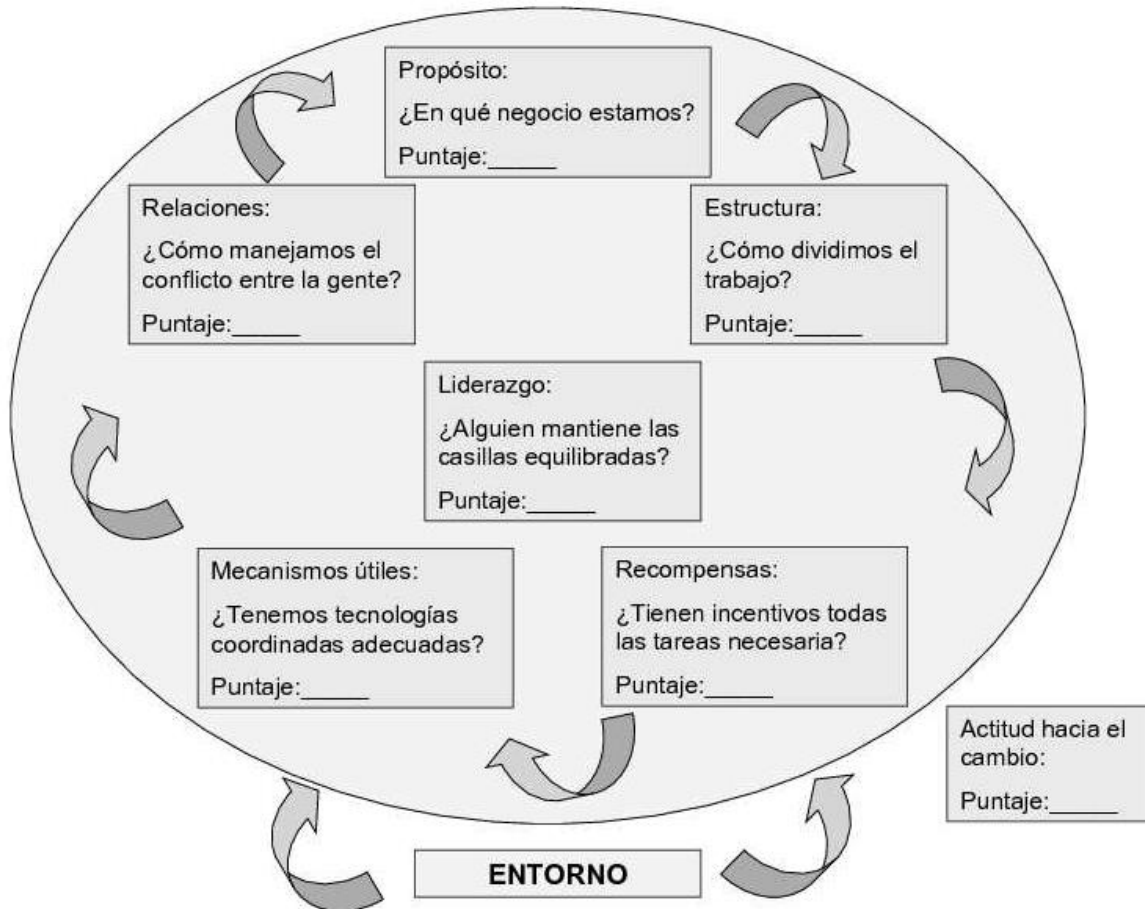 Propósito:
¿En qué negocio estamos?
Puntaje:_____
Relaciones:
¿Cómo manejamos el
conflicto entre la gente?
Puntaje:_____
Estructura:
¿Cómo dividimos el
trabajo?
Puntaje:_____
Liderazgo:
¿Alguien mantiene las
casillas equilibradas?
Puntaje:_____
Mecanismos útiles:
¿Tenemos tecnologías
coordinadas adecuadas?
Puntaje:_____
Recompensas:
¿Tienen incentivos todas
las tareas necesaria?
Puntaje:_____
Actitud hacia el
cambio:
Puntaje:_____
ENTORNO